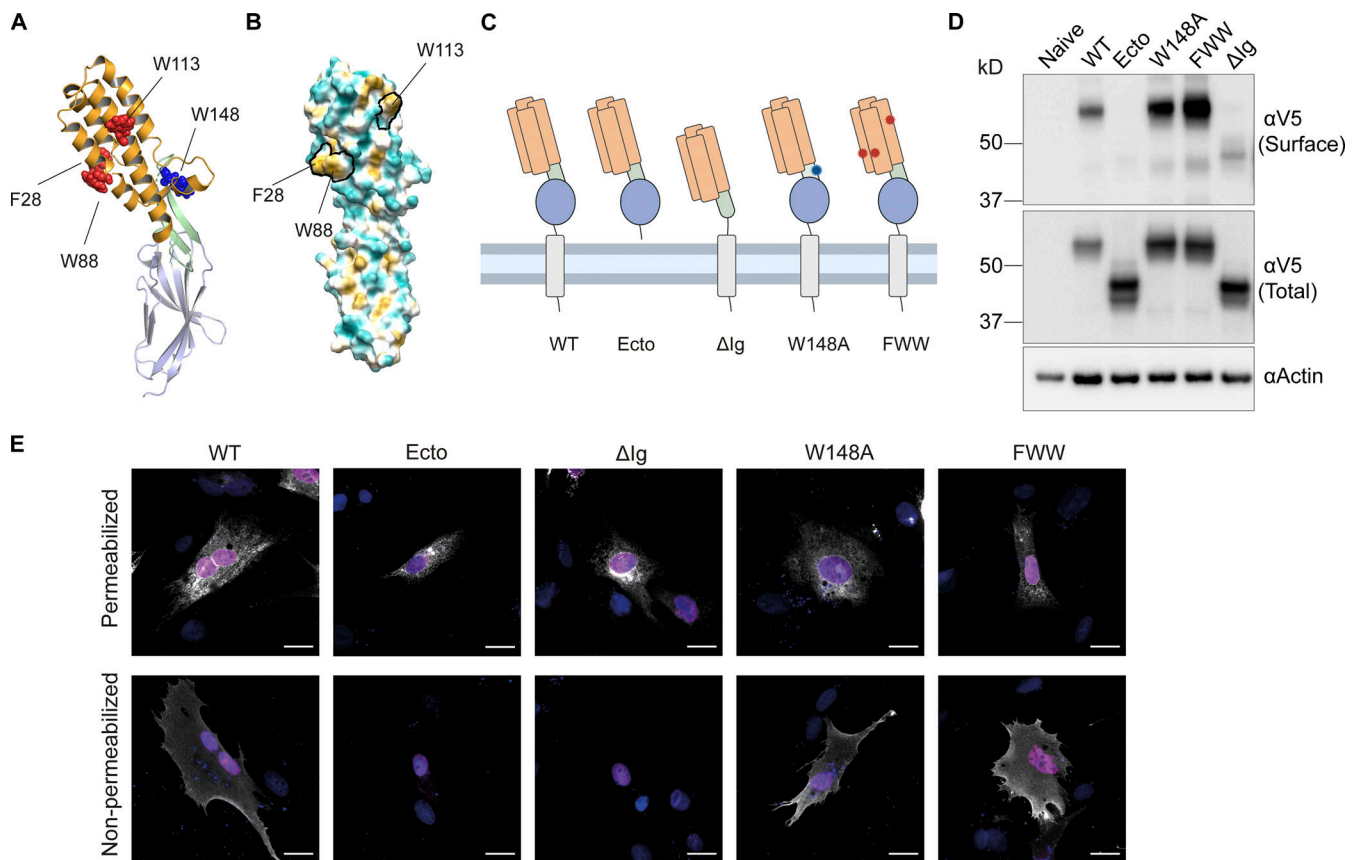 A
W113
W148
F28
W88
B
W113
F28
W88
C
WT
Ecto
ΔIg
W148A
FWW
D
Naive
WT
Ecto
W148A
FWW
ΔIg
kD
50
37
αV5
(Surface)
50
37
αV5
(Total)
αActin
E
WT
Ecto
ΔIg
W148A
FWW
Permeabilized
Non-permeabilized